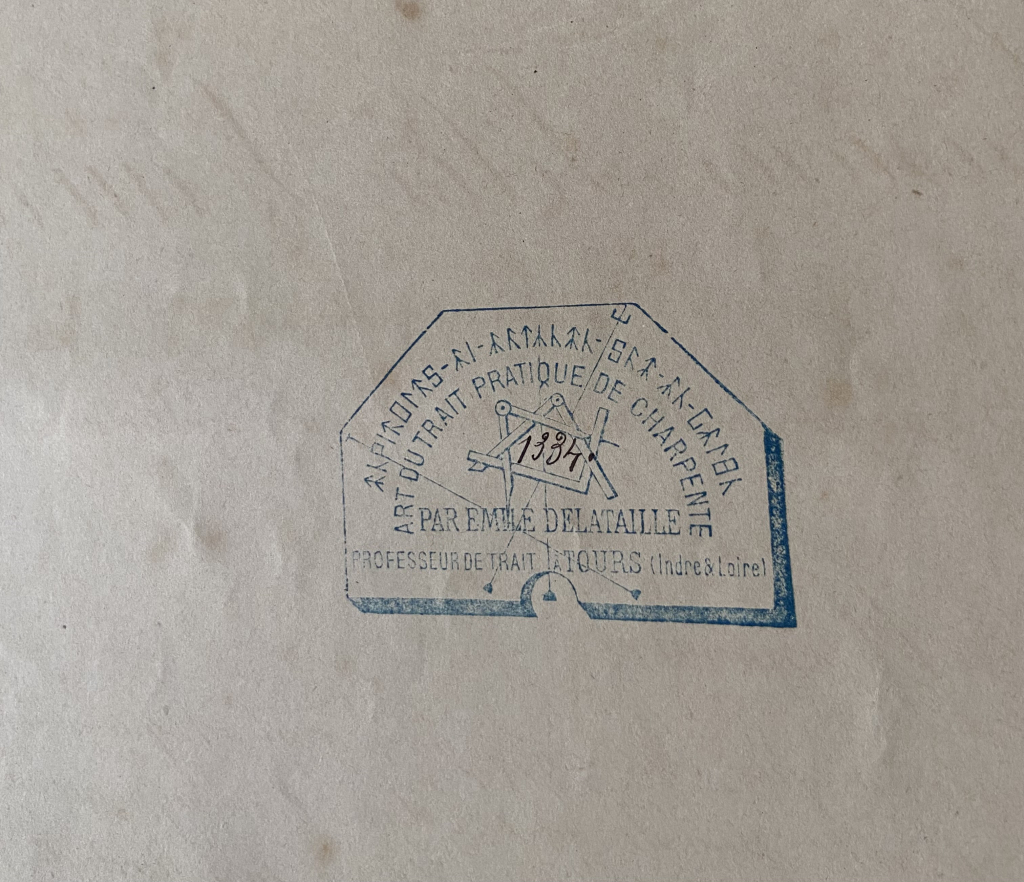 ART DU TRAIT PRATIQUE DE CHARPENTE
1334.
PAR EMILE DELATAILLE
PROFESSEUR DE TRAIT À TOURS (Indre & Loire)